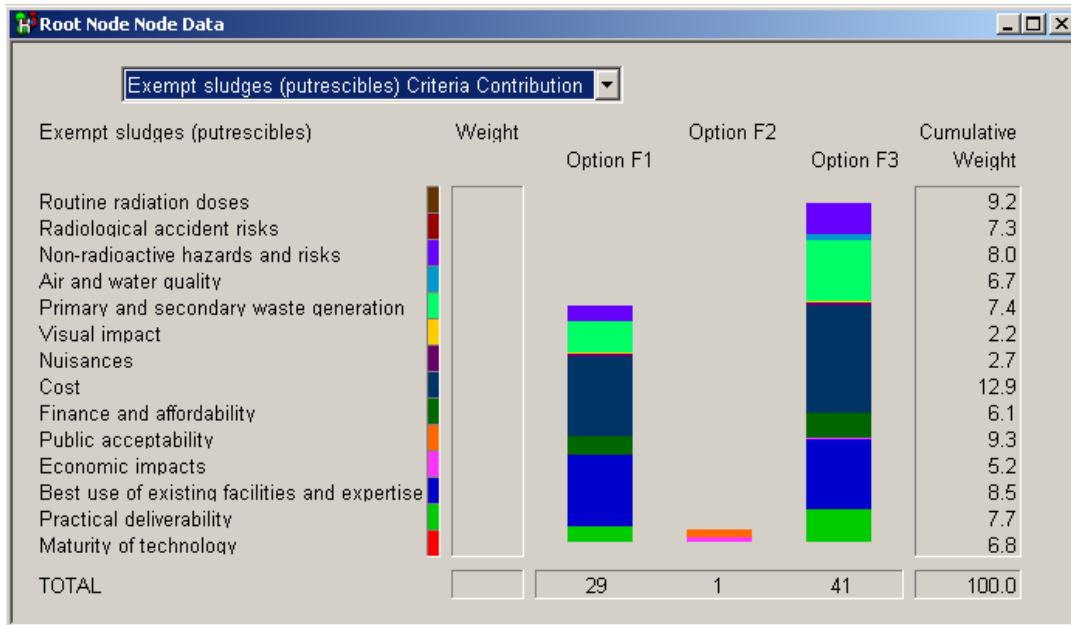 Root Node Node Data
Exempt sludges (putrescibles) Criteria Contribution
Exempt sludges (putrescibles) Weight Option F2 Cumulative
Option F1 Option F3 Weight
Routine radiation doses 9.2
Radiological accident risks 7.3
Non-radioactive hazards and risks 8.0
Air and water quality 6.7
Primary and secondary waste generation 7.4
Visual impact 2.2
Nuisances 2.7
Cost 12.9
Finance and affordability 6.1
Public acceptability 9.3
Economic impacts 5.2
Best use of existing facilities and expertise 8.5
Practical deliverability 7.7
Maturity of technology 6.8
TOTAL 29 1 41 100.0